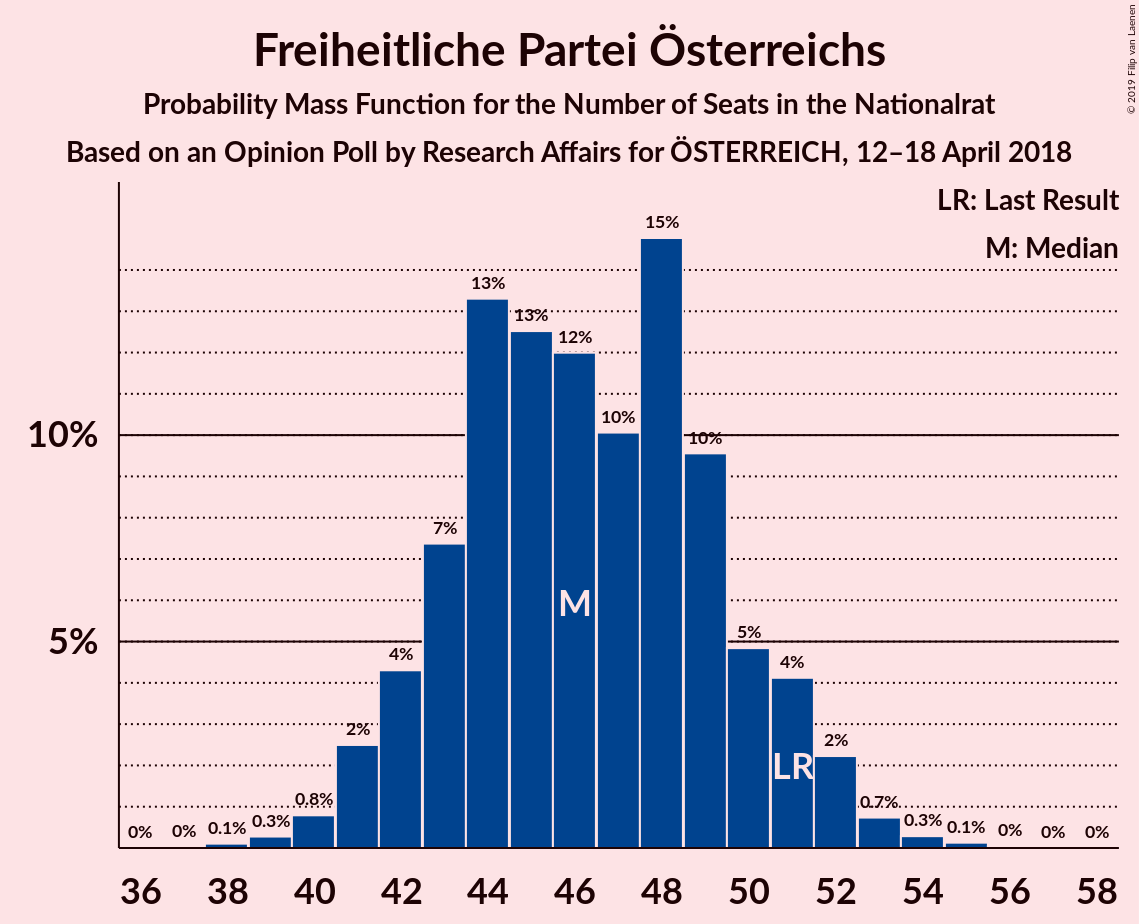 Freiheitliche Partei Österreichs
Probability Mass Function for the Number of Seats in the Nationalrat
Based on an Opinion Poll by Research Affairs for ÖSTERREICH, 12–18 April 2018
© 2019 Filip van Laenen
LR: Last Result
M: Median
15%
13%
13%
12%
10%
10%
10%
7%
5%
5%
4%
4%
2%
2%
0.8%
0.7%
0.3%
0.3%
0.1%
0.1%
0%
0%
0%
0%
0%
M
LR
36 38 40 42 44 46 48 50 52 54 56 58